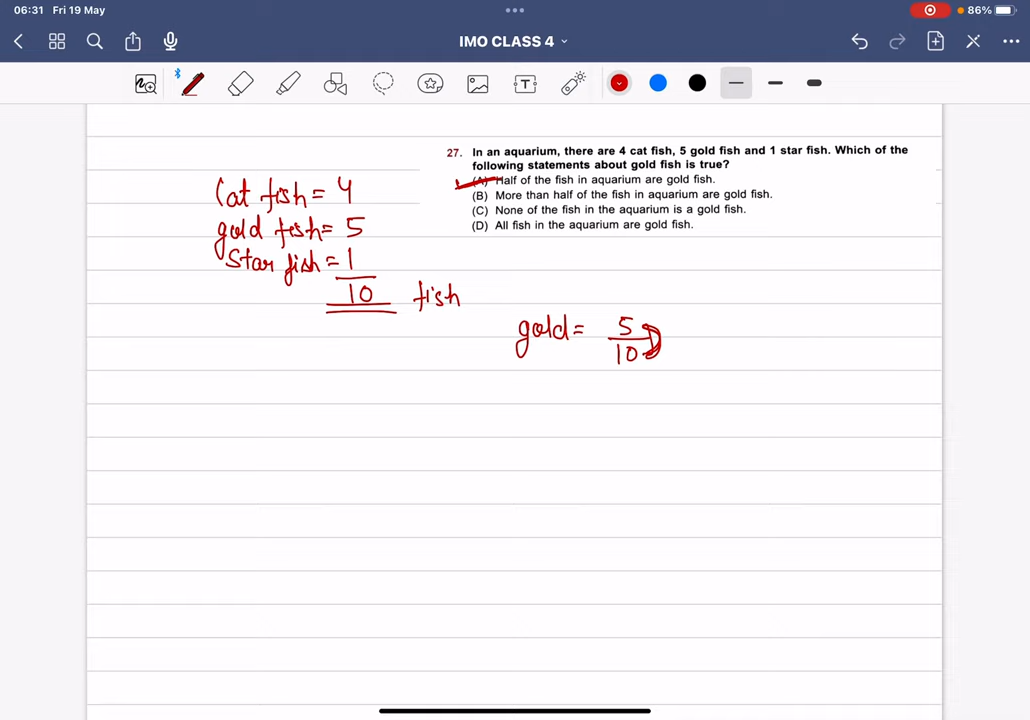 06:31 Fri 19 May
86%
IMO CLASS 4
27. In an aquarium, there are 4 cat fish, 5 gold fish and 1 star fish. Which of the
following statements about gold fish is true?
(A) Half of the fish in aquarium are gold fish.
(B) More than half of the fish in aquarium are gold fish.
(C) None of the fish in the aquarium is a gold fish.
(D) All fish in the aquarium are gold fish.
Cat fish = 4
gold fish = 5
Star fish = 1
10 fish
gold = 5
10